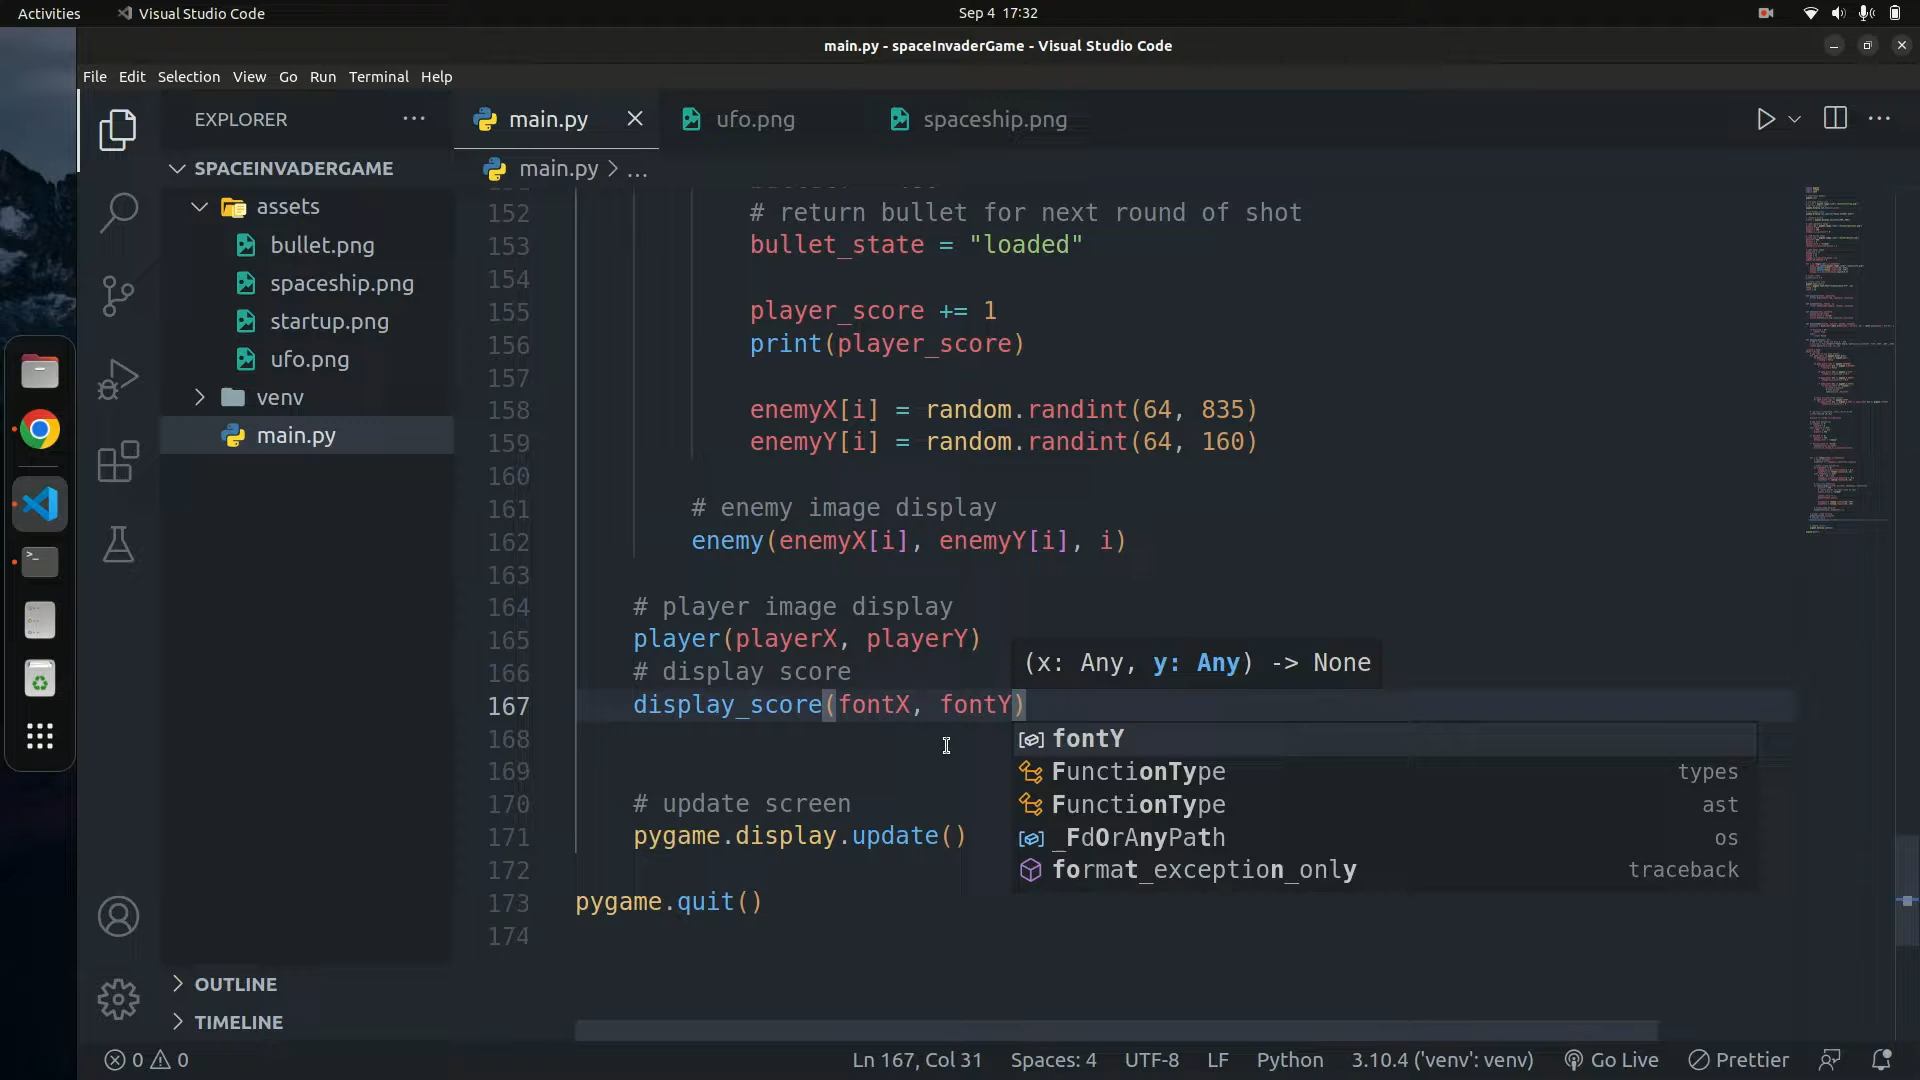 Activities
Visual Studio Code
Sep 4 17:32
main.py - spaceInvaderGame - Visual Studio Code
File Edit Selection View Go Run Terminal Help
EXPLORER
SPACEINVADERGAME
assets
bullet.png
spaceship.png
startup.png
ufo.png
venv
main.py
OUTLINE
TIMELINE
main.py
ufo.png
spaceship.png
main.py > ...
152 # return bullet for next round of shot
153 bullet_state = "loaded"
154
155 player_score += 1
156 print(player_score)
157
158 enemyX[i] = random.randint(64, 835)
159 enemyY[i] = random.randint(64, 160)
160
161 # enemy image display
162 enemy(enemyX[i], enemyY[i], i)
163
164 # player image display
165 player(playerX, playerY)
(x: Any, y: Any) -> None
166 # display score
167 display_score(fontX, fontY)
168
fontY
169
FunctionType types
170 # update screen
FunctionType ast
171 pygame.display.update()
_FdOrAnyPath os
172
format_exception_only traceback
173 pygame.quit()
174
0 0
Ln 167, Col 31
Spaces: 4
UTF-8
LF
Python
3.10.4 ('venv': venv)
Go Live
Prettier